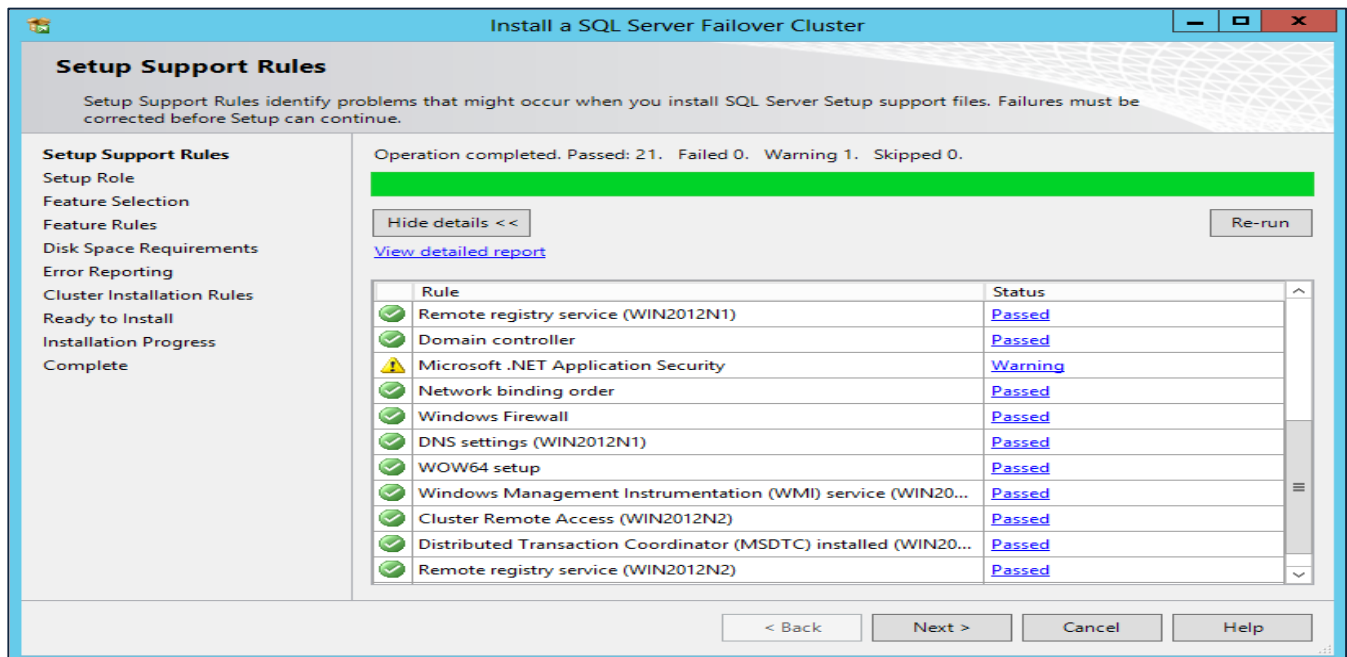 Install a SQL Server Failover Cluster
Setup Support Rules
Setup Support Rules identify problems that might occur when you install SQL Server Setup support files. Failures must be
corrected before Setup can continue.
Setup Support Rules
Setup Role
Feature Selection
Feature Rules
Disk Space Requirements
Error Reporting
Cluster Installation Rules
Ready to Install
Installation Progress
Complete
Operation completed. Passed: 21. Failed 0. Warning 1. Skipped 0.
Hide details <<
Re-run
View detailed report
Rule Status
Remote registry service (WIN2012N1) Passed
Domain controller Passed
Microsoft .NET Application Security Warning
Network binding order Passed
Windows Firewall Passed
DNS settings (WIN2012N1) Passed
WOW64 setup Passed
Windows Management Instrumentation (WMI) service (WIN20... Passed
Cluster Remote Access (WIN2012N2) Passed
Distributed Transaction Coordinator (MSDTC) installed (WIN20... Passed
Remote registry service (WIN2012N2) Passed
< Back Next > Cancel Help